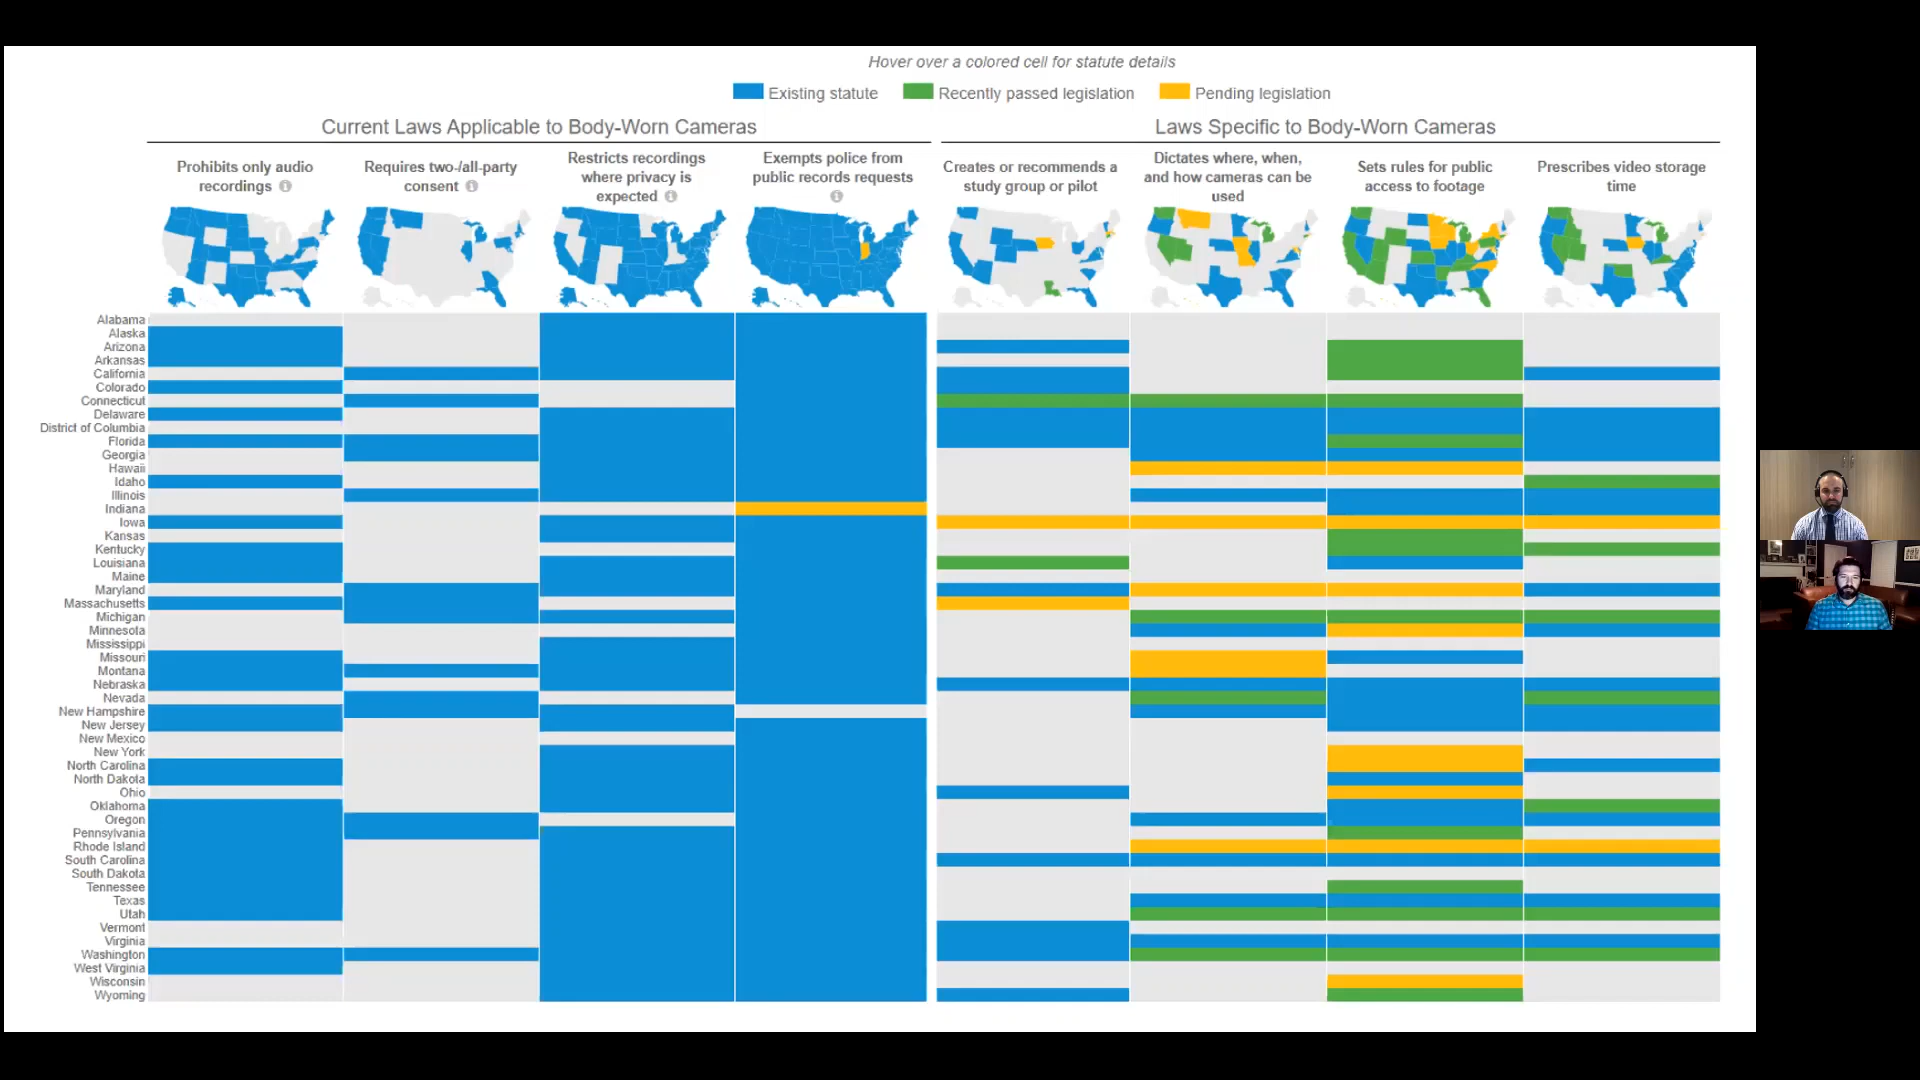 Hover over a colored cell for statute details
Existing statute
Recently passed legislation
Pending legislation
Current Laws Applicable to Body-Worn Cameras
Laws Specific to Body-Worn Cameras
Prohibits only audio
recordings
Requires two-/all-party
consent
Restricts recordings
where privacy is
expected
Exempts police from
public records requests
Creates or recommends a
study group or pilot
Dictates where, when,
and how cameras can be
used
Sets rules for public
access to footage
Prescribes video storage
time
Alabama
Alaska
Arizona
Arkansas
California
Colorado
Connecticut
Delaware
District of Columbia
Florida
Georgia
Hawaii
Idaho
Illinois
Indiana
Iowa
Kansas
Kentucky
Louisiana
Maine
Maryland
Massachusetts
Michigan
Minnesota
Mississippi
Missouri
Montana
Nebraska
Nevada
New Hampshire
New Jersey
New Mexico
New York
North Carolina
North Dakota
Ohio
Oklahoma
Oregon
Pennsylvania
Rhode Island
South Carolina
South Dakota
Tennessee
Texas
Utah
Vermont
Virginia
Washington
West Virginia
Wisconsin
Wyoming